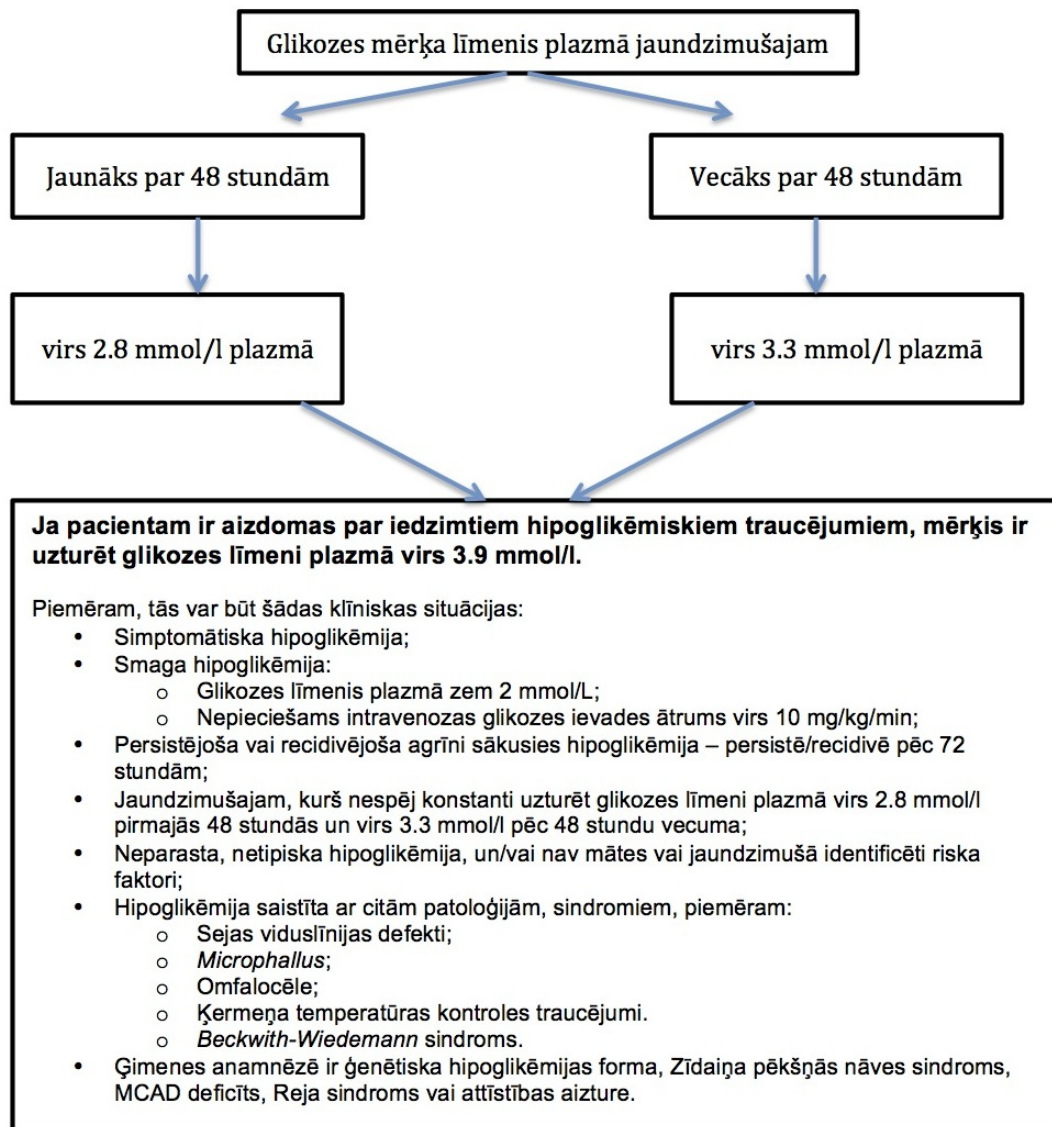 Glikozes mērķa līmenis plazmā jaundzimušajam
Jaunāks par 48 stundām
Vecāks par 48 stundām
virs 2.8 mmol/l plazmā
virs 3.3 mmol/l plazmā
Ja pacientam ir aizdomas par iedzimtiem hipoglikēmiskiem traucējumiem, mērķis ir
uzturēt glikozes līmeni plazmā virs 3.9 mmol/l.
Piemēram, tās var būt šādas klīniskas situācijas:
• Simptomātiska hipoglikēmija;
• Smaga hipoglikēmija:
o Glikozes līmenis plazmā zem 2 mmol/L;
o Nepieciešams intravenozas glikozes ievades ātrums virs 10 mg/kg/min;
• Persistējoša vai recidivējoša agrīni sākusies hipoglikēmija – persistē/recidivē pēc 72
stundām;
• Jaundzimušajam, kurš nespēj konstanti uzturēt glikozes līmeni plazmā virs 2.8 mmol/l
pirmajās 48 stundās un virs 3.3 mmol/l pēc 48 stundu vecuma;
• Neparasta, netipiska hipoglikēmija, un/vai nav mātes vai jaundzimušā identificēti riska
faktori;
• Hipoglikēmija saistīta ar citām patoloģijām, sindromiem, piemēram:
o Sejas viduslīnijas defekti;
o Microphallus;
o Omfalocēle;
o Ķermeņa temperatūras kontroles traucējumi.
o Beckwith-Wiedemann sindroms.
• Ģimenes anamnēzē ir ģenētiska hipoglikēmijas forma, Zīdaiņa pēkšņās nāves sindroms,
MCAD deficīts, Reja sindroms vai attīstības aizture.